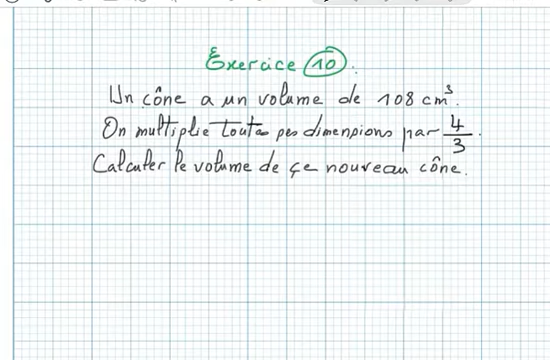 Exercice 10.
Un cône a un volume de 108 cm³.
On multiplie toutes ses dimensions par 4/3.
Calculer le volume de ce nouveau cône.